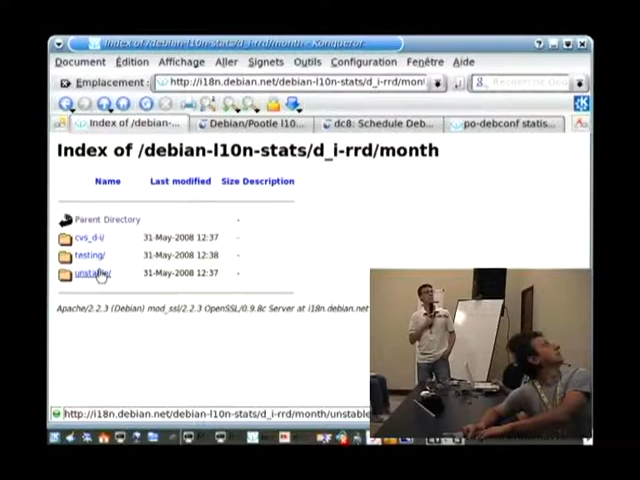 Index of /debian-l10n-stats/d_i-rrd/month - Konqueror
Document Édition Affichage Aller Signets Outils Configuration Fenêtre Aide
Emplacement : http://i18n.debian.net/debian-l10n-stats/d_i-rrd/mont
Index of /debian-... Debian/Pootle l10... dc8: Schedule Deb... po-debconf statis...
Index of /debian-l10n-stats/d_i-rrd/month
Name Last modified Size Description
Parent Directory -
cvs_d-i/ 31-May-2008 12:37 -
testing/ 31-May-2008 12:38 -
unstable/ 31-May-2008 12:37 -
Apache/2.2.3 (Debian) mod_ssl/2.2.3 OpenSSL/0.9.8c Server at i18n.debian.net
http://i18n.debian.net/debian-l10n-stats/d_i-rrd/month/unstable